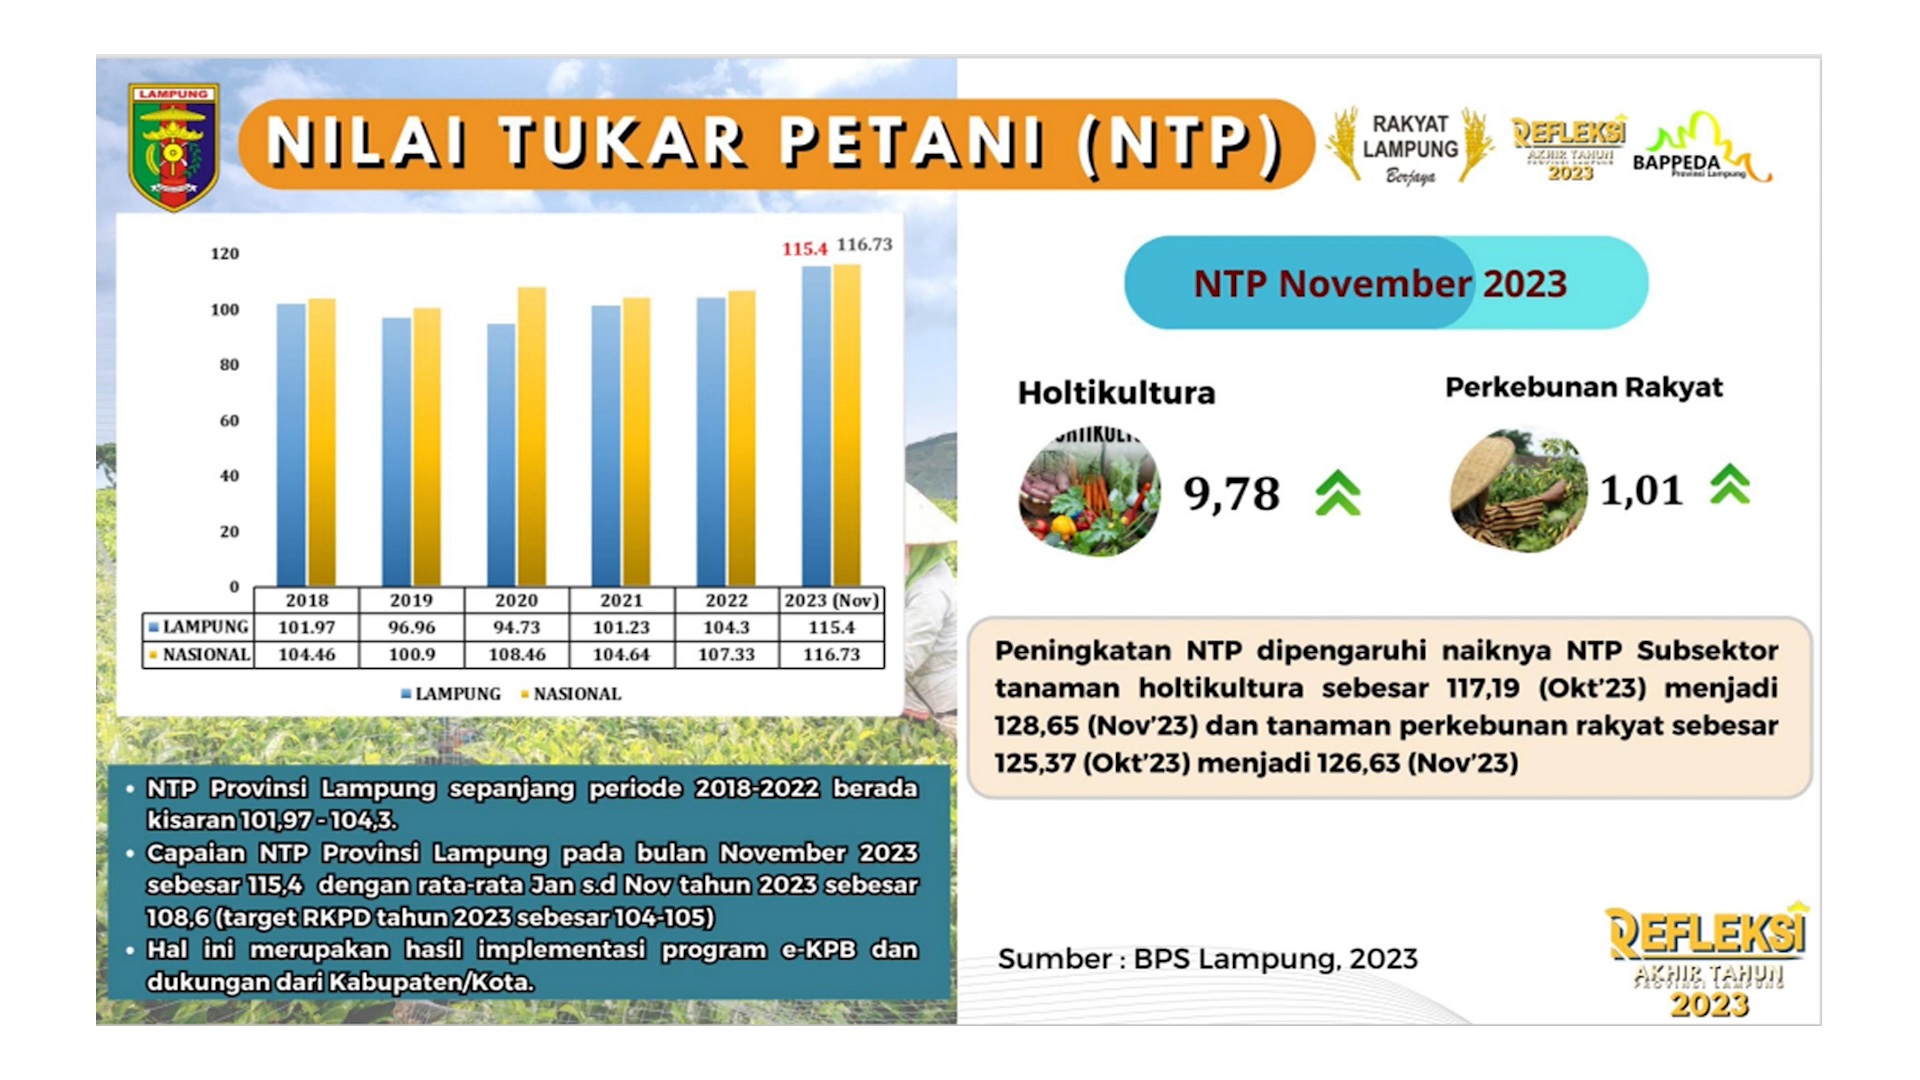 LAMPUNG
NILAI TUKAR PETANI (NTP)
RAKYAT
LAMPUNG
Berjaya
REFLEKSI
AKHIR TAHUN
PROVINSI LAMPUNG
2023
BAPPEDA
Provinsi Lampung
115.4 116.73
120
100
80
60
40
20
0
2018 2019 2020 2021 2022 2023 (Nov)
LAMPUNG 101.97 96.96 94.73 101.23 104.3 115.4
NASIONAL 104.46 100.9 108.46 104.64 107.33 116.73
LAMPUNG NASIONAL
• NTP Provinsi Lampung sepanjang periode 2018-2022 berada
kisaran 101,97 - 104,3.
• Capaian NTP Provinsi Lampung pada bulan November 2023
sebesar 115,4 dengan rata-rata Jan s.d Nov tahun 2023 sebesar
108,6 (target RKPD tahun 2023 sebesar 104-105)
• Hal ini merupakan hasil implementasi program e-KPB dan
dukungan dari Kabupaten/Kota.
NTP November 2023
Holtikultura
9,78
Perkebunan Rakyat
1,01
Peningkatan NTP dipengaruhi naiknya NTP Subsektor
tanaman holtikultura sebesar 117,19 (Okt'23) menjadi
128,65 (Nov'23) dan tanaman perkebunan rakyat sebesar
125,37 (Okt'23) menjadi 126,63 (Nov'23)
Sumber : BPS Lampung, 2023
REFLEKSI
AKHIR TAHUN
PROVINSI LAMPUNG
2023